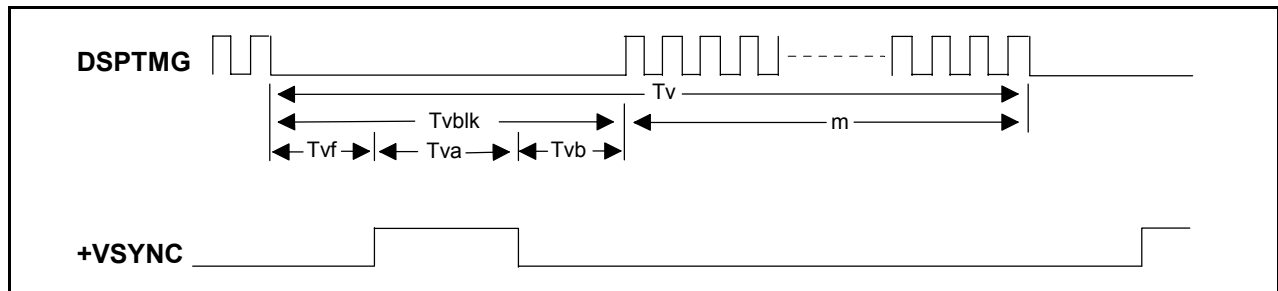 DSPTMG
Tv
Tvblk
m
Tvf
Tva
Tvb
+VSYNC